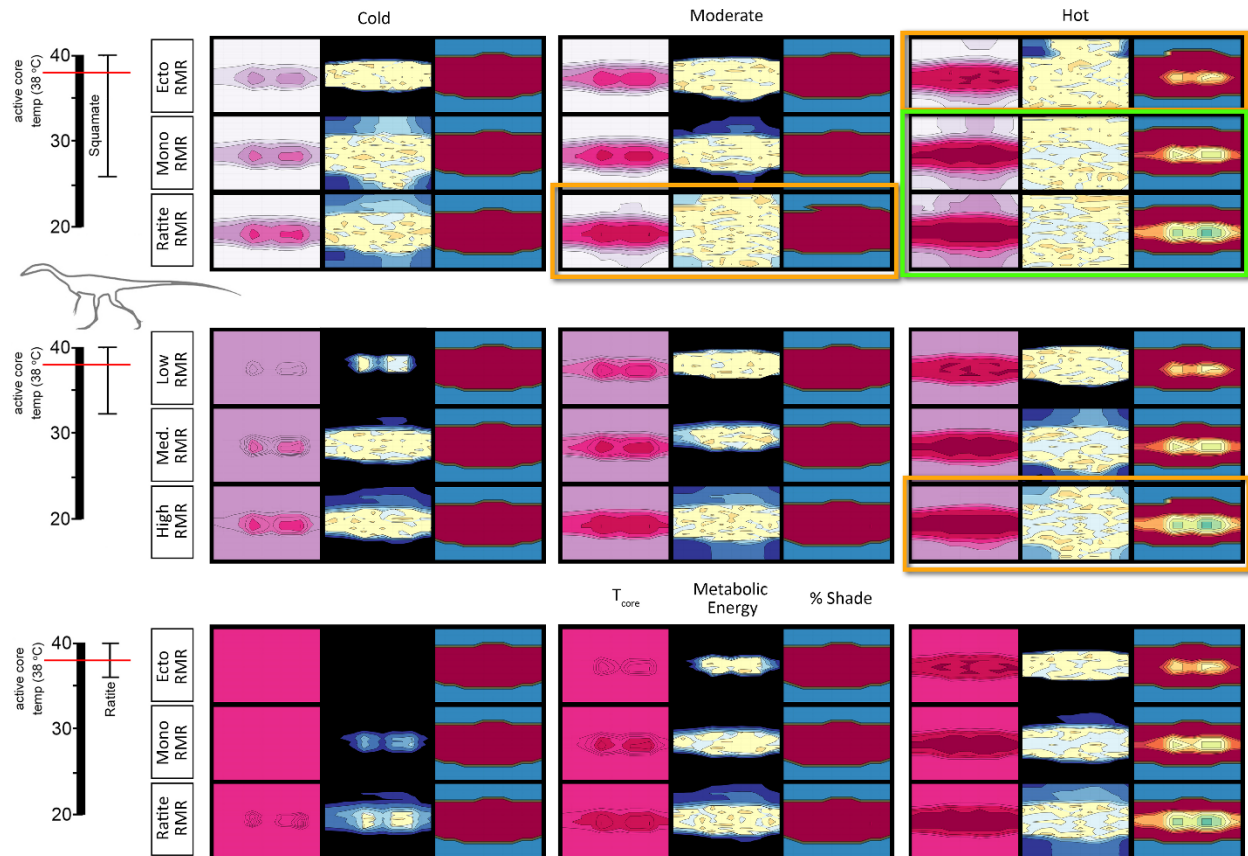 Cold
Moderate
Hot
active core
temp (38 °C)
40
30
20
Squamate
Ecto
RMR
Mono
RMR
Ratite
RMR
active core
temp (38 °C)
40
30
20
Low
RMR
Med.
RMR
High
RMR
Tcore
Metabolic
Energy
% Shade
active core
temp (38 °C)
40
30
20
Ratite
Ecto
RMR
Mono
RMR
Ratite
RMR